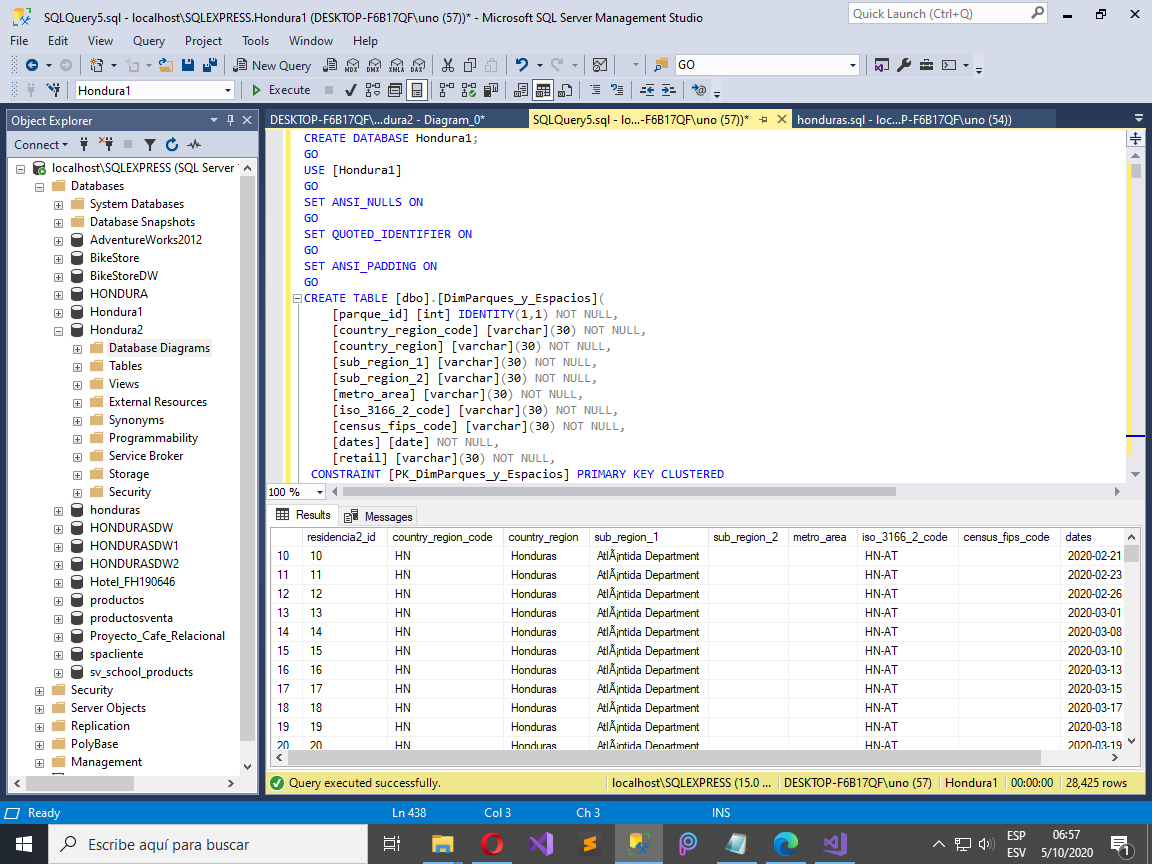 SQLQuery5.sql - localhost\SQLEXPRESS.Hondura1 (DESKTOP-F6B17QF\uno (57))* - Microsoft SQL Server Management Studio
Quick Launch (Ctrl+Q)
File Edit View Query Project Tools Window Help
New Query MDX DMX XMLA DAX GO
Hondura1 Execute
Object Explorer
Connect
localhost\SQLEXPRESS (SQL Server
Databases
System Databases
Database Snapshots
AdventureWorks2012
BikeStore
BikeStoreDW
HONDURA
Hondura1
Hondura2
Database Diagrams
Tables
Views
External Resources
Synonyms
Programmability
Service Broker
Storage
Security
honduras
HONDURASDW
HONDURASDW1
HONDURASDW2
Hotel_FH190646
productos
productosventa
Proyecto_Cafe_Relacional
spacliente
sv_school_products
Security
Server Objects
Replication
PolyBase
Management
DESKTOP-F6B17QF\...dura2 - Diagram_0* SQLQuery5.sql - lo...-F6B17QF\uno (57))* honduras.sql - loc...P-F6B17QF\uno (54))
CREATE DATABASE Hondura1;
GO
USE [Hondura1]
GO
SET ANSI_NULLS ON
GO
SET QUOTED_IDENTIFIER ON
GO
SET ANSI_PADDING ON
GO
CREATE TABLE [dbo].[DimParques_y_Espacios](
[parque_id] [int] IDENTITY(1,1) NOT NULL,
[country_region_code] [varchar](30) NOT NULL,
[country_region] [varchar](30) NOT NULL,
[sub_region_1] [varchar](30) NOT NULL,
[sub_region_2] [varchar](30) NOT NULL,
[metro_area] [varchar](30) NOT NULL,
[iso_3166_2_code] [varchar](30) NOT NULL,
[census_fips_code] [varchar](30) NOT NULL,
[dates] [date] NOT NULL,
[retail] [varchar](30) NOT NULL,
CONSTRAINT [PK_DimParques_y_Espacios] PRIMARY KEY CLUSTERED
100 %
Results Messages
residencia2_id country_region_code country_region sub_region_1 sub_region_2 metro_area iso_3166_2_code census_fips_code dates
10 10 HN Honduras AtlÃ¡ntida Department HN-AT 2020-02-21
11 11 HN Honduras AtlÃ¡ntida Department HN-AT 2020-02-23
12 12 HN Honduras AtlÃ¡ntida Department HN-AT 2020-02-26
13 13 HN Honduras AtlÃ¡ntida Department HN-AT 2020-03-01
14 14 HN Honduras AtlÃ¡ntida Department HN-AT 2020-03-08
15 15 HN Honduras AtlÃ¡ntida Department HN-AT 2020-03-10
16 16 HN Honduras AtlÃ¡ntida Department HN-AT 2020-03-13
17 17 HN Honduras AtlÃ¡ntida Department HN-AT 2020-03-15
18 18 HN Honduras AtlÃ¡ntida Department HN-AT 2020-03-17
19 19 HN Honduras AtlÃ¡ntida Department HN-AT 2020-03-18
20 20 HN Honduras AtlÃ¡ntida Department HN-AT 2020-03-19
Query executed successfully. localhost\SQLEXPRESS (15.0 ... DESKTOP-F6B17QF\uno (57) Hondura1 00:00:00 28,425 rows
Ready Ln 438 Col 3 Ch 3 INS
Escribe aquí para buscar
ESP 06:57
ESV 5/10/2020 1